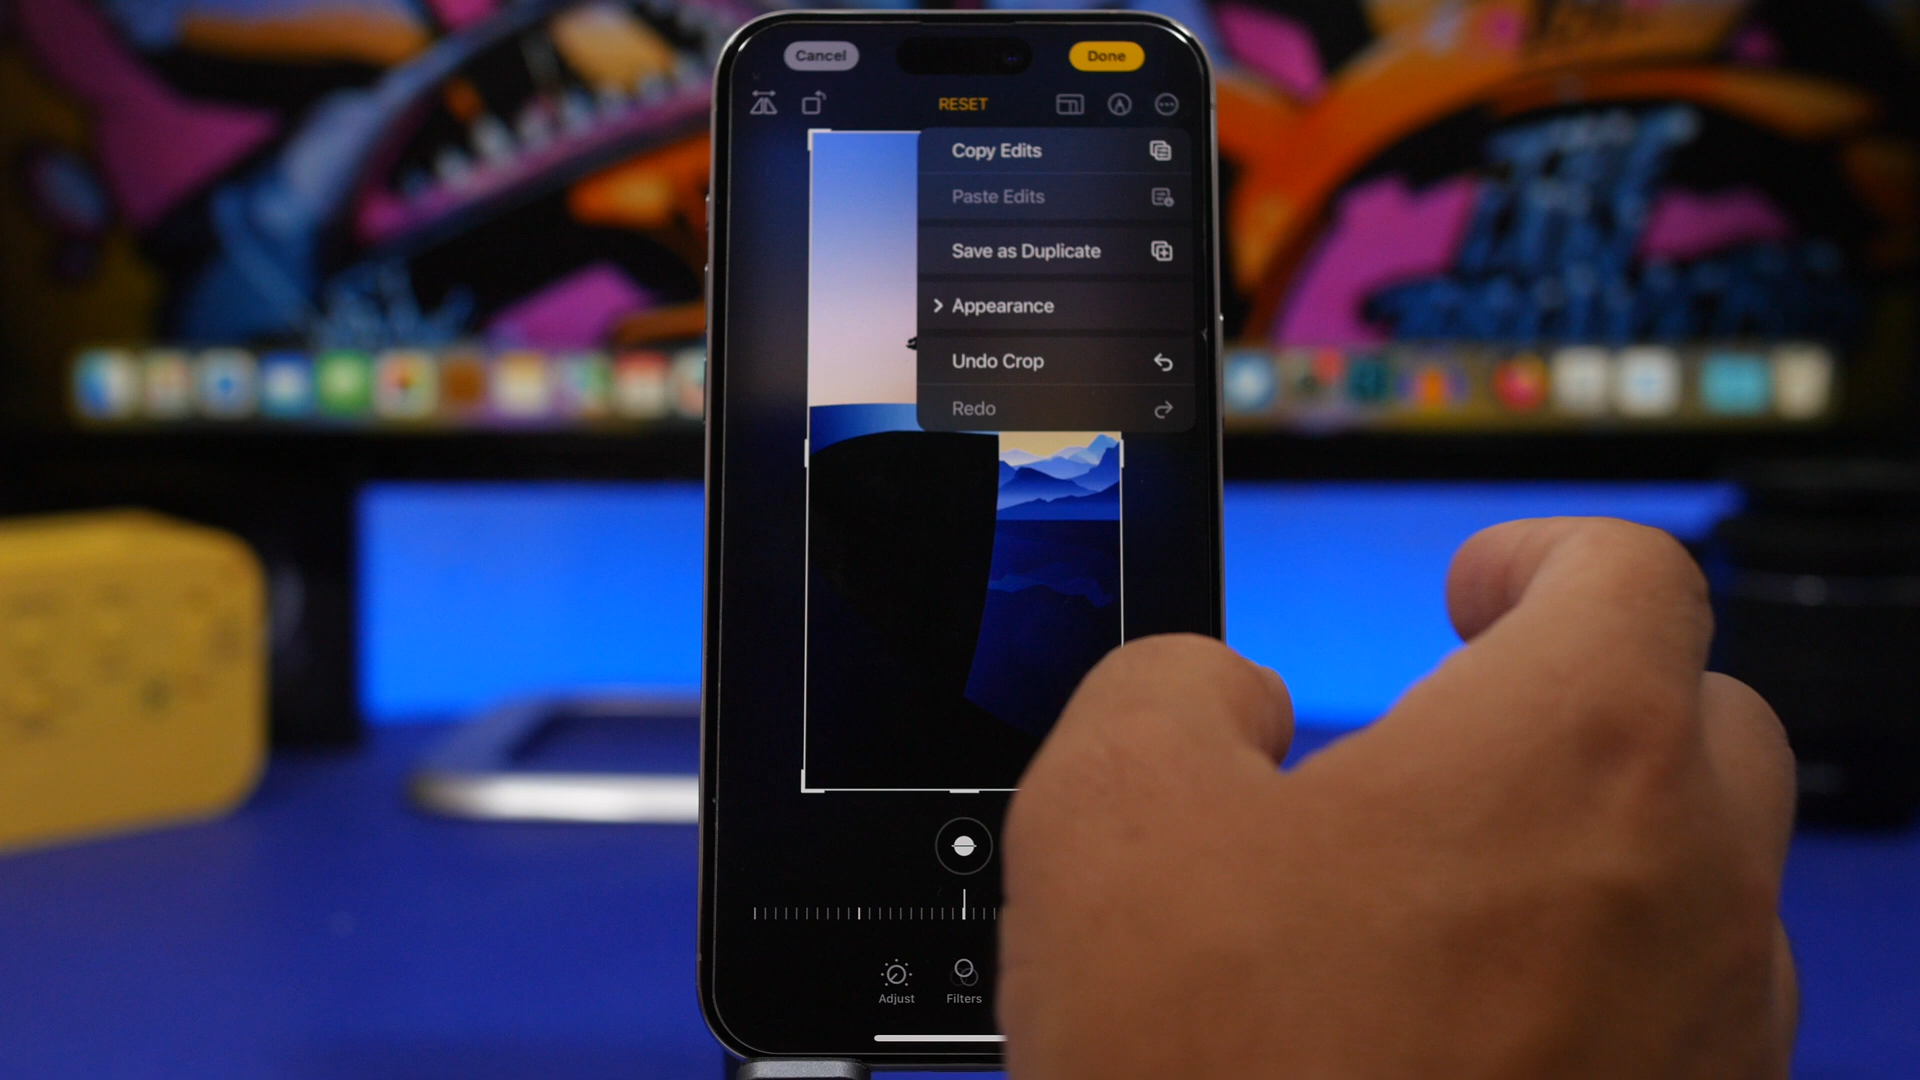 Cancel
Done
RESET
Copy Edits
Paste Edits
Save as Duplicate
Appearance
Undo Crop
Redo
Adjust
Filters